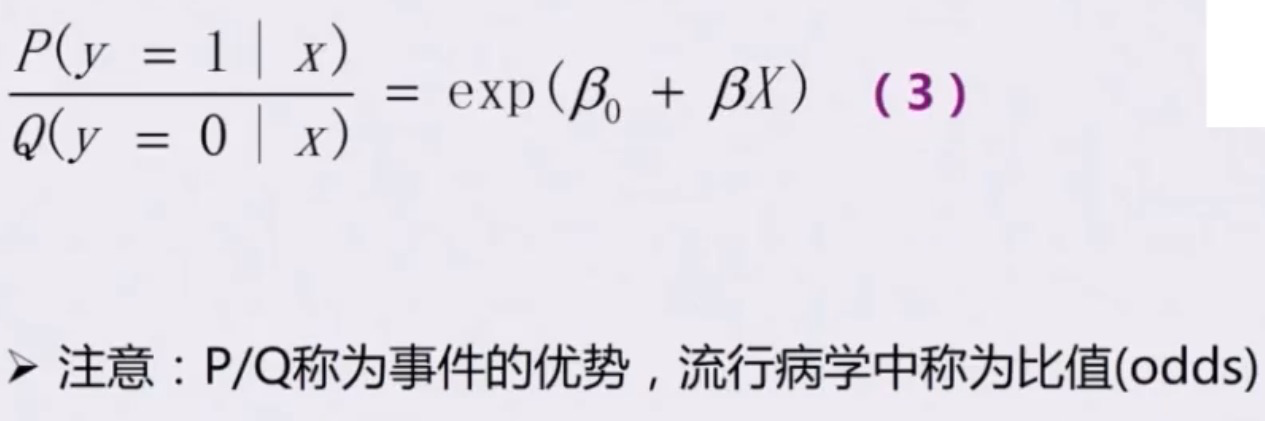 P(y = 1 | x)
Q(y = 0 | x)
= exp(β₀ + βX) (3)
➢ 注意：P/Q称为事件的优势，流行病学中称为比值(odds)